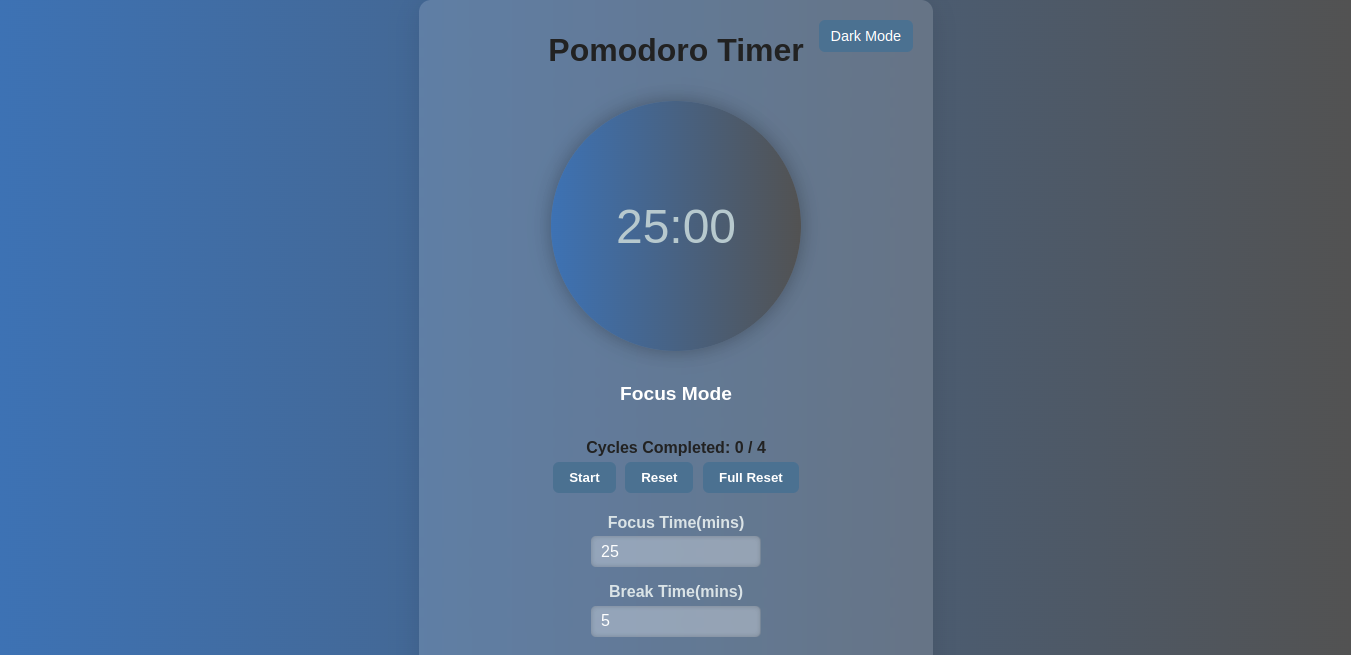 Pomodoro Timer
Dark Mode
25:00
Focus Mode
Cycles Completed: 0 / 4
Start Reset Full Reset
Focus Time(mins)
25
Break Time(mins)
5